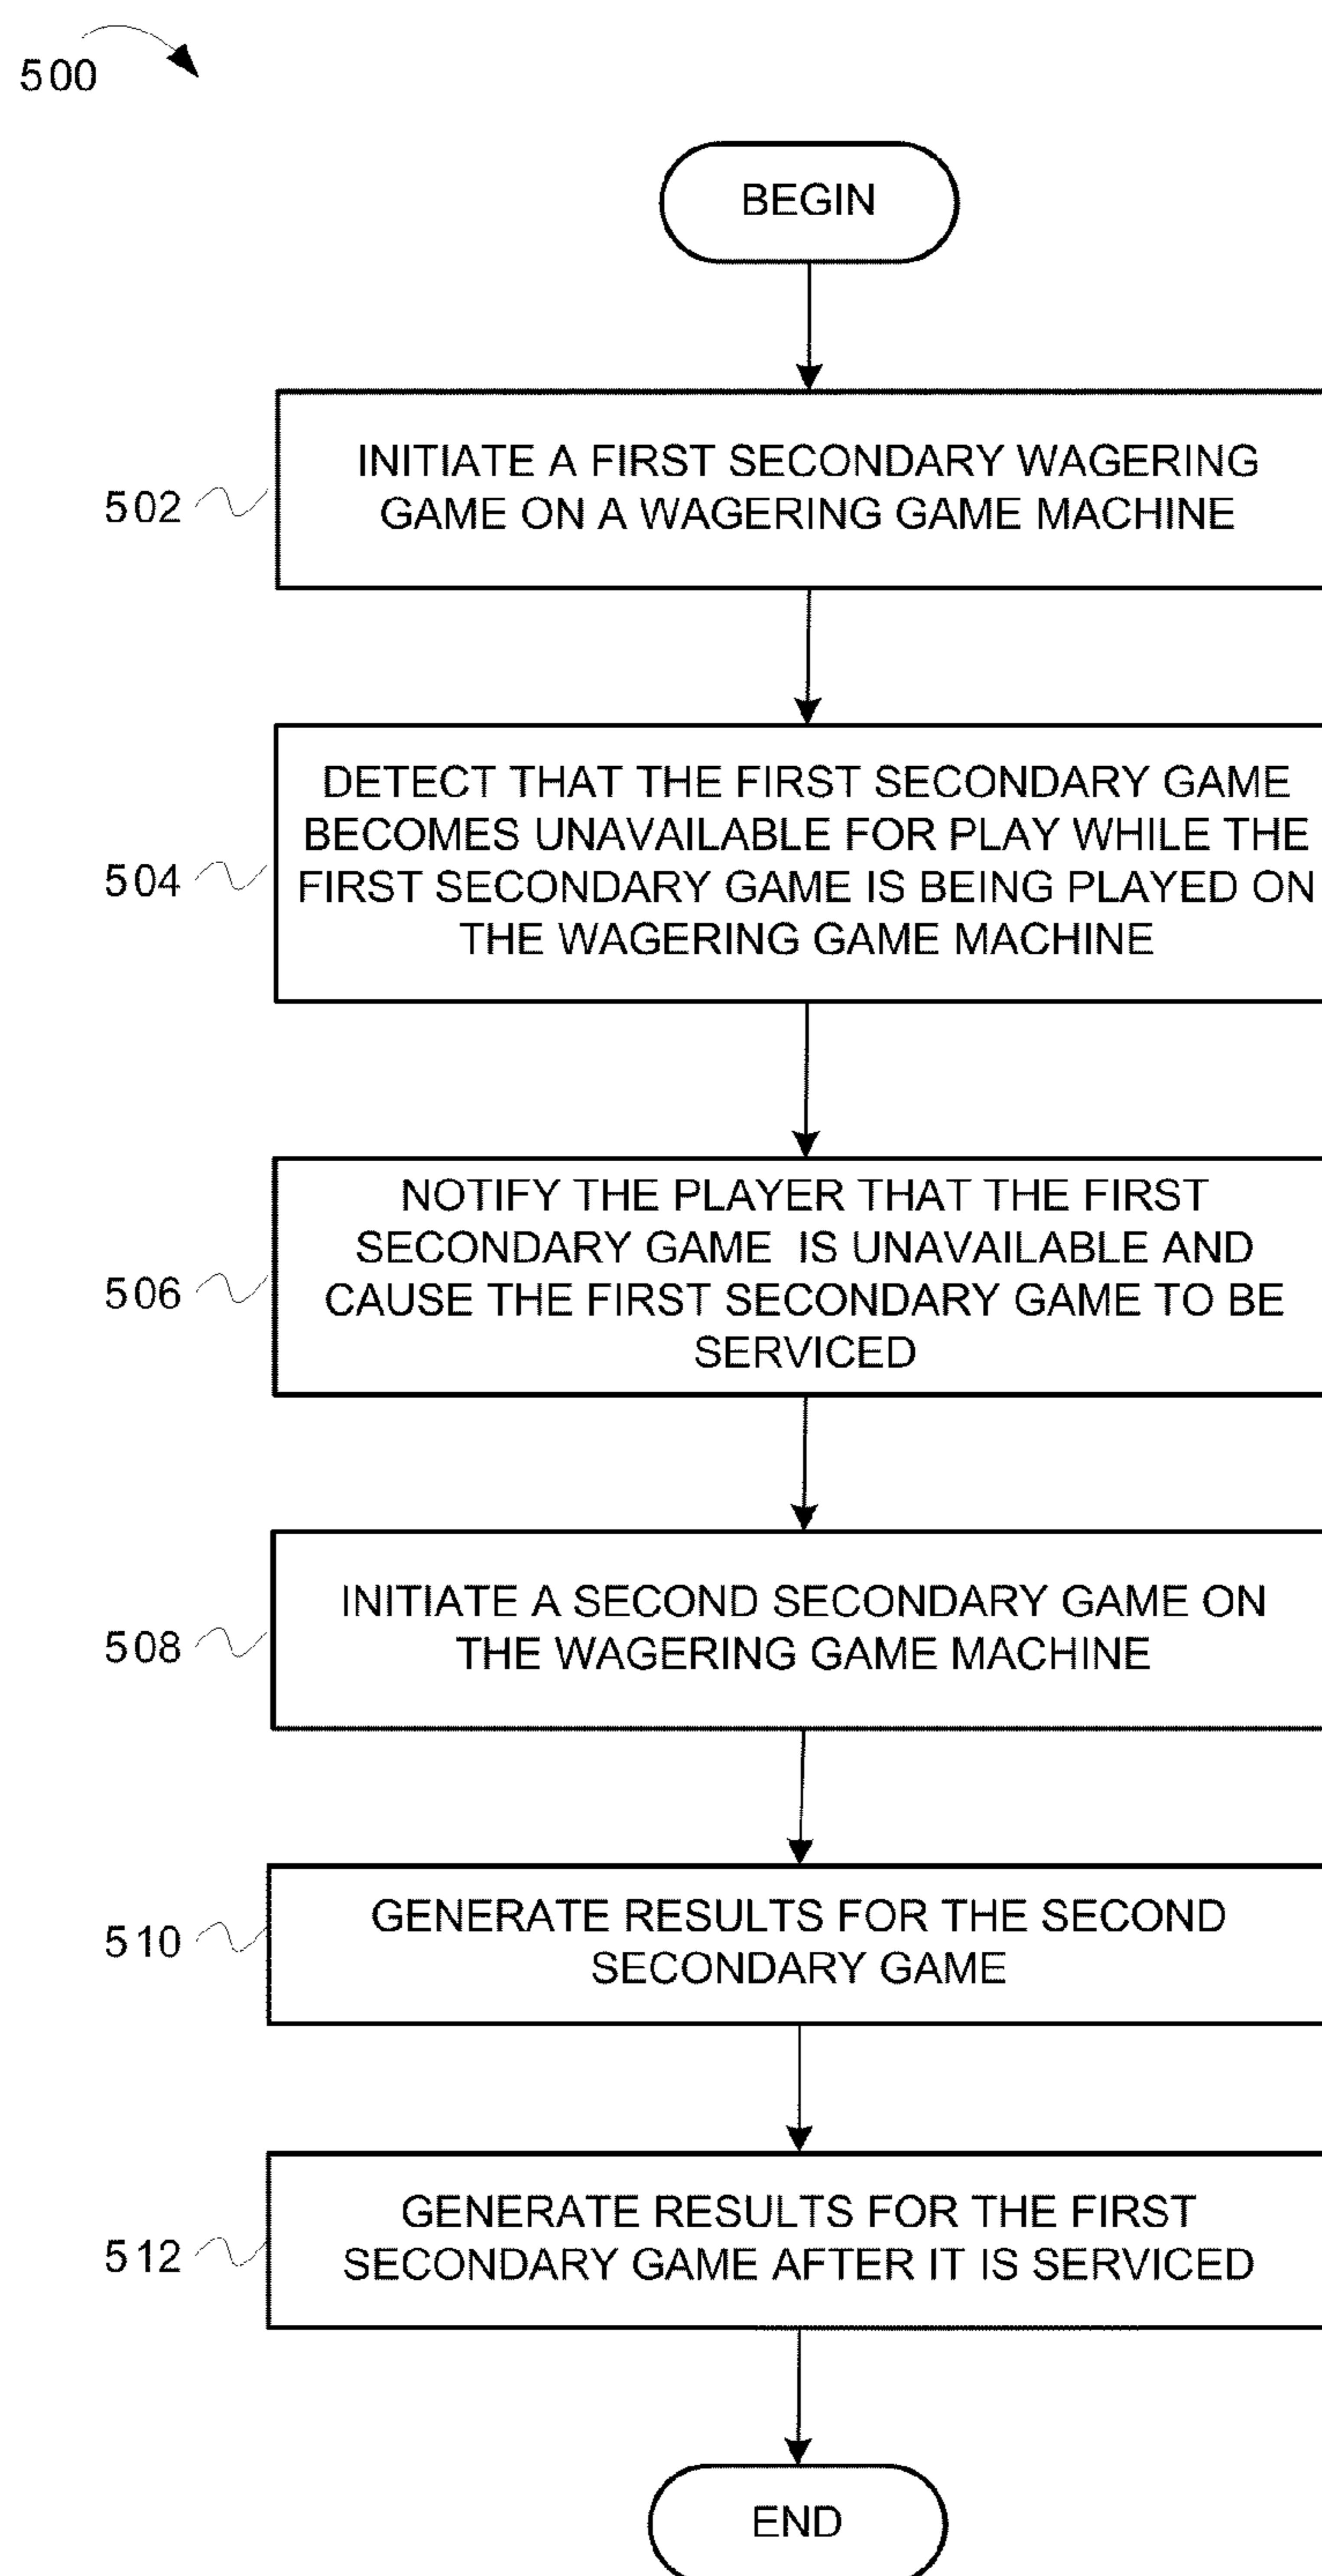 500
BEGIN
502
INITIATE A FIRST SECONDARY WAGERING
GAME ON A WAGERING GAME MACHINE
504
DETECT THAT THE FIRST SECONDARY GAME
BECOMES UNAVAILABLE FOR PLAY WHILE THE
FIRST SECONDARY GAME IS BEING PLAYED ON
THE WAGERING GAME MACHINE
506
NOTIFY THE PLAYER THAT THE FIRST
SECONDARY GAME IS UNAVAILABLE AND
CAUSE THE FIRST SECONDARY GAME TO BE
SERVICED
508
INITIATE A SECOND SECONDARY GAME ON
THE WAGERING GAME MACHINE
510
GENERATE RESULTS FOR THE SECOND
SECONDARY GAME
512
GENERATE RESULTS FOR THE FIRST
SECONDARY GAME AFTER IT IS SERVICED
END